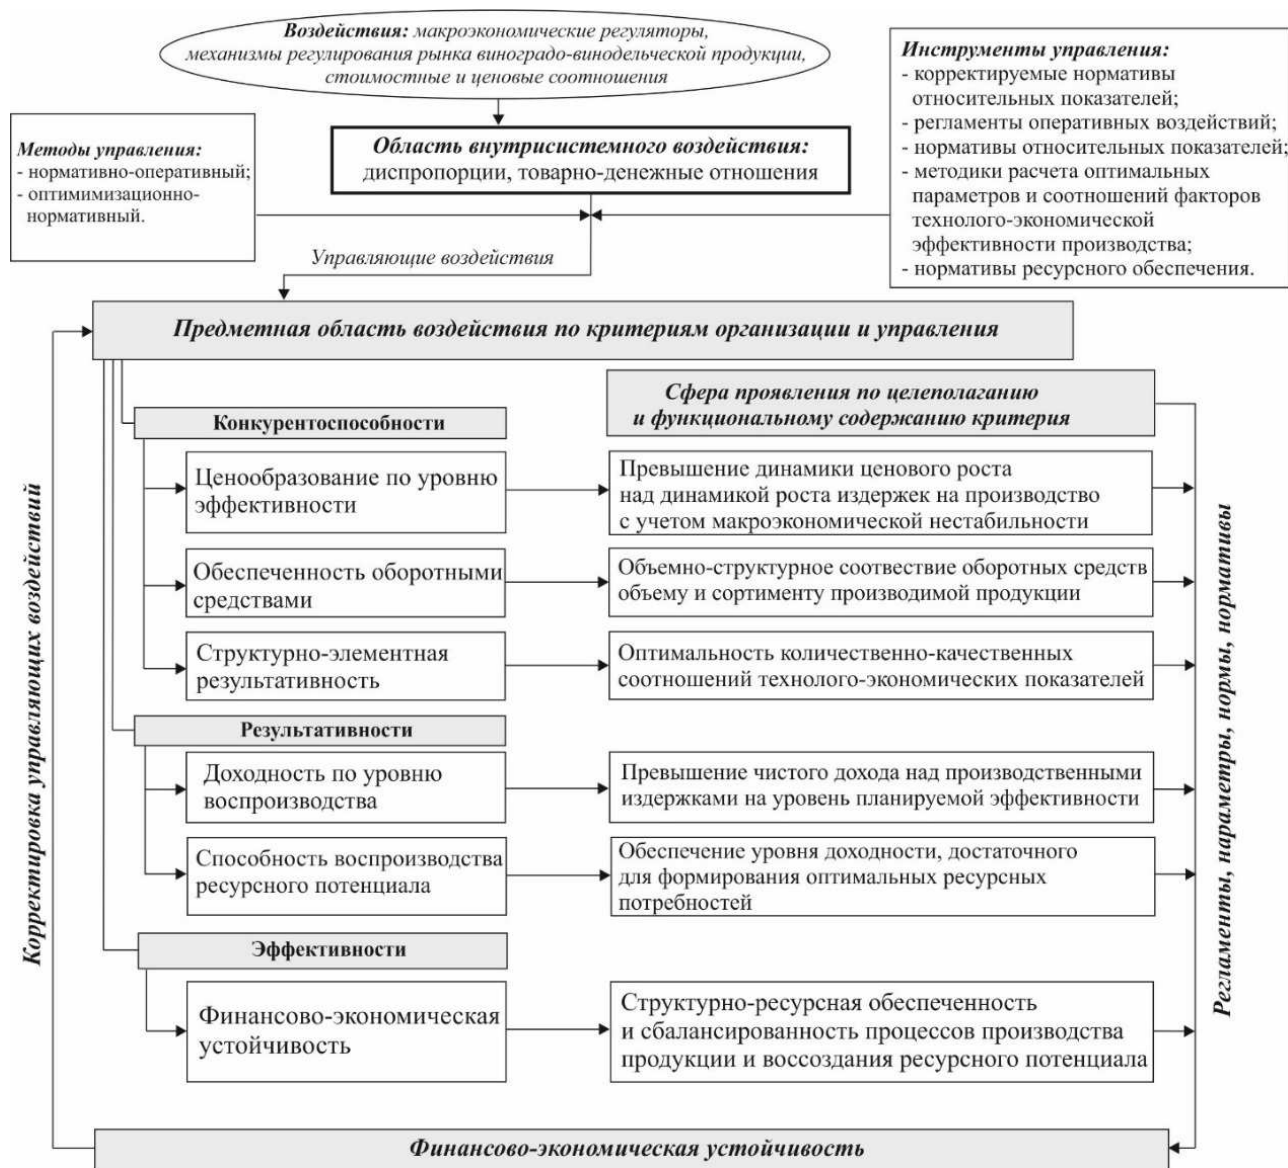 Воздействия: макроэкономические регуляторы,
механизмы регулирования рынка виноградо-винодельческой продукции,
стоимостные и ценовые соотношения
Инструменты управления:
- корректируемые нормативы
относительных показателей;
- регламенты оперативных воздействий;
- нормативы относительных показателей;
- методики расчета оптимальных
параметров и соотношений факторов
технолого-экономической
эффективности производства;
- нормативы ресурсного обеспечения.
Методы управления:
- нормативно-оперативный;
- оптимимизационно-
нормативный.
Область внутрисистемного воздействия:
диспропорции, товарно-денежные отношения
Управляющие воздействия
Предметная область воздействия по критериям организации и управления
Сфера проявления по целеполаганию
и функциональному содержанию критерия
Конкурентоспособности
Ценообразование по уровню
эффективности
Превышение динамики ценового роста
над динамикой роста издержек на производство
с учетом макроэкономической нестабильности
Обеспеченность оборотными
средствами
Объемно-структурное соотвествие оборотных средств
объему и сортименту производимой продукции
Структурно-элементная
результативность
Оптимальность количественно-качественных
соотношений технолого-экономических показателей
Результативности
Доходность по уровню
воспроизводства
Превышение чистого дохода над производственными
издержками на уровень планируемой эффективности
Способность воспроизводства
ресурсного потенциала
Обеспечение уровня доходности, достаточного
для формирования оптимальных ресурсных
потребностей
Эффективности
Финансово-экономическая
устойчивость
Структурно-ресурсная обеспеченность
и сбалансированность процессов производства
продукции и воссоздания ресурсного потенциала
Корректировка управляющих воздействий
Регламенты, параметры, нормы, нормативы
Финансово-экономическая устойчивость